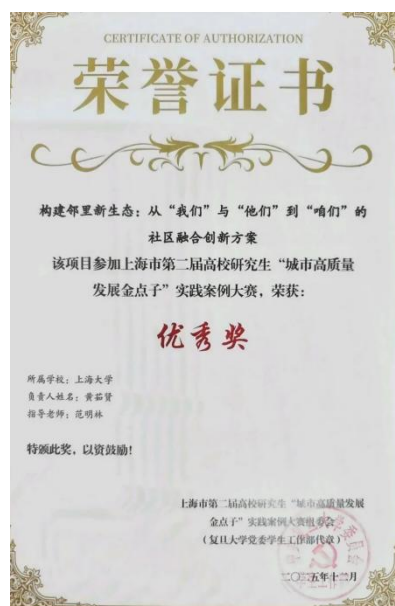 CERTIFICATE OF AUTHORIZATION
荣誉证书
构建邻里新生态：从“我们”与“他们”到“咱们”的
社区融合创新方案
该项目参加上海市第二届高校研究生“城市高质量
发展金点子”实践案例大赛，荣获：
优秀奖
所属学校：上海大学
负责人姓名：黄茹贤
指导老师：范明林
特颁此奖，以资鼓励！
上海市第二届高校研究生“城市高质量发展
金点子”实践案例大赛组委会
（复旦大学党委学生工作部代章）
二〇二五年十二月